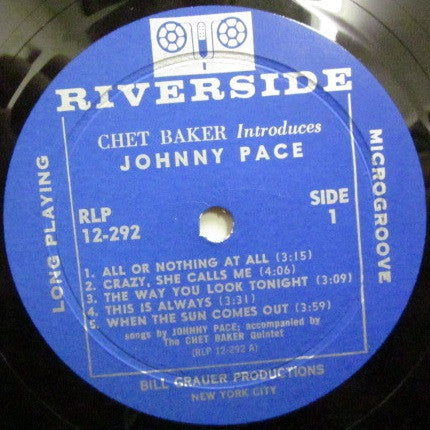 RIVERSIDE
CHET BAKER Introduces
JOHNNY PACE
LONG PLAYING
MICROGROOVE
RLP
12-292
SIDE
1
1. ALL OR NOTHING AT ALL (3:15)
2. CRAZY, SHE CALLS ME (4:06)
3. THE WAY YOU LOOK TONIGHT (3:09)
4. THIS IS ALWAYS (3:31)
5. WHEN THE SUN COMES OUT (3:59)
songs by JOHNNY PACE; accompanied by
The CHET BAKER Quintet
(RLP 12-292 A)
BILL GRAUER PRODUCTIONS
NEW YORK CITY